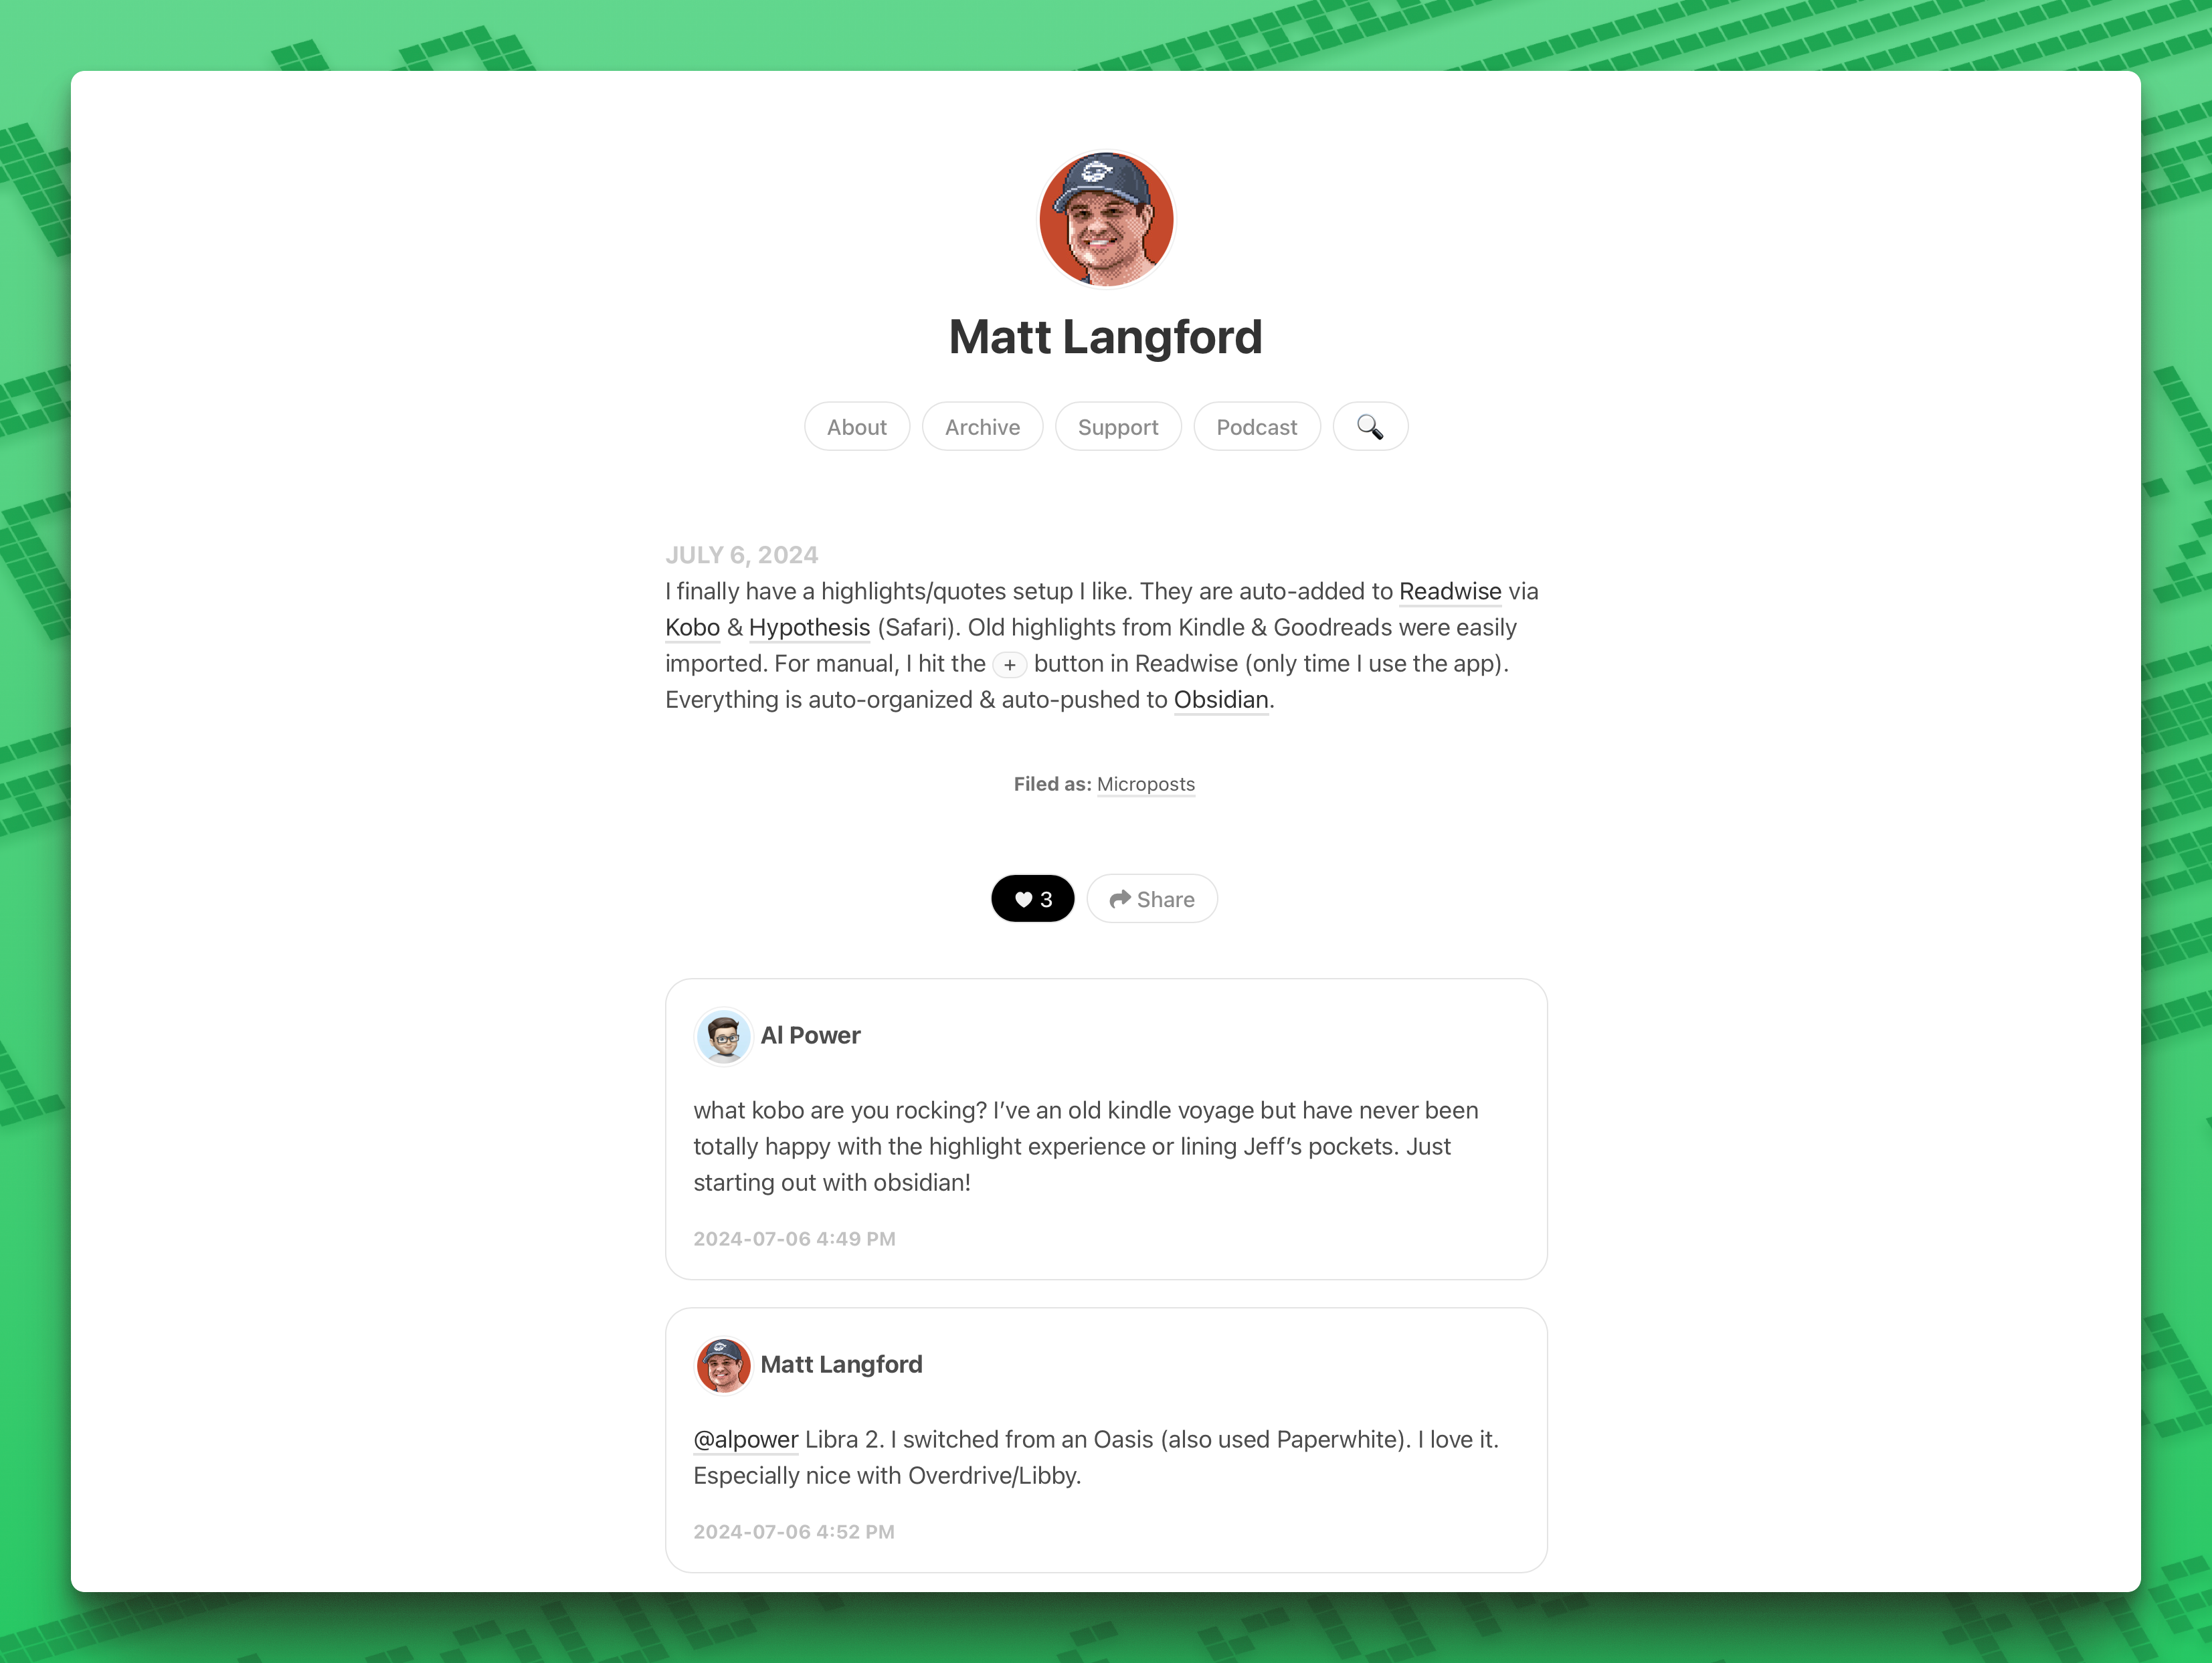 Matt Langford
About Archive Support Podcast
JULY 6, 2024
I finally have a highlights/quotes setup I like. They are auto-added to Readwise via
Kobo & Hypothesis (Safari). Old highlights from Kindle & Goodreads were easily
imported. For manual, I hit the + button in Readwise (only time I use the app).
Everything is auto-organized & auto-pushed to Obsidian.
Filed as: Microposts
3 Share
Al Power
what kobo are you rocking? I’ve an old kindle voyage but have never been
totally happy with the highlight experience or lining Jeff’s pockets. Just
starting out with obsidian!
2024-07-06 4:49 PM
Matt Langford
@alpower Libra 2. I switched from an Oasis (also used Paperwhite). I love it.
Especially nice with Overdrive/Libby.
2024-07-06 4:52 PM